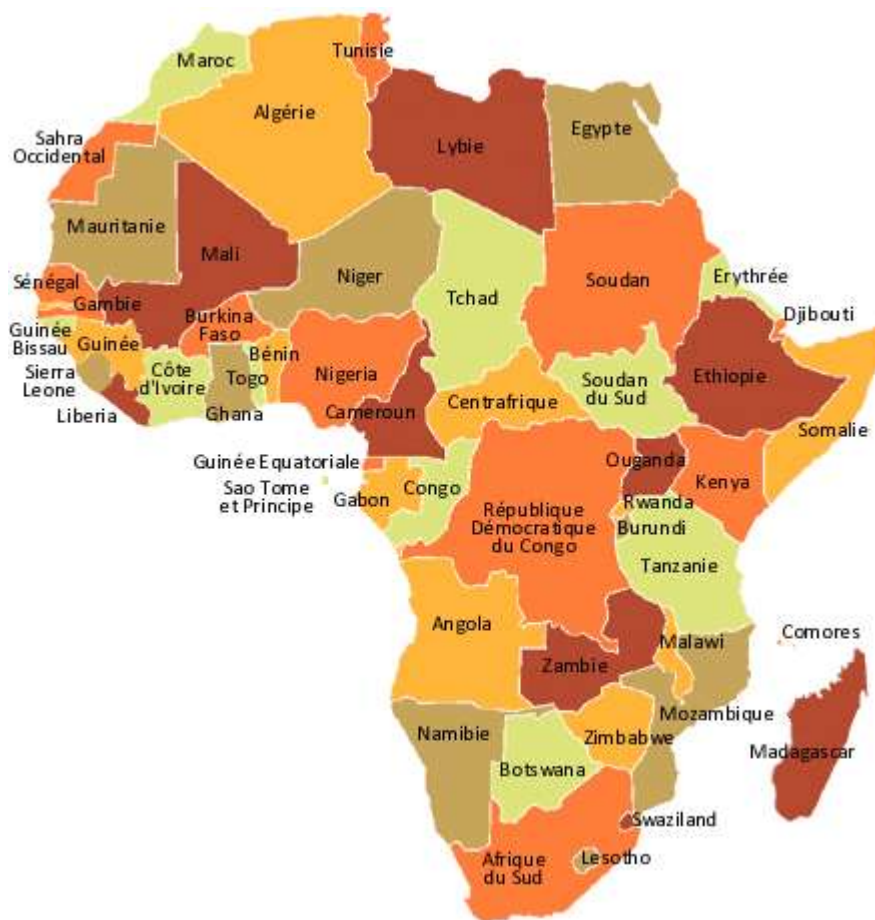 Tunisie
Maroc
Algérie
Lybie
Egypte
Sahra
Occidental
Mauritanie
Mali
Niger
Tchad
Soudan
Erythrée
Sénégal
Gambie
Djibouti
Burkina
Faso
Guinée
Bissau
Guinée
Bénin
Côte
d'Ivoire
Togo
Nigeria
Soudan
du Sud
Ethiopie
Sierra
Leone
Liberia
Ghana
Cameroun
Centrafrique
Somalie
Guinée Equatoriale
Ouganda
Kenya
Sao Tome
et Principe
Gabon
Congo
République
Démocratique
du Congo
Rwanda
Burundi
Tanzanie
Angola
Zambie
Malawi
Comores
Mozambique
Namibie
Zimbabwe
Madagascar
Botswana
Swaziland
Afrique
du Sud
Lesotho